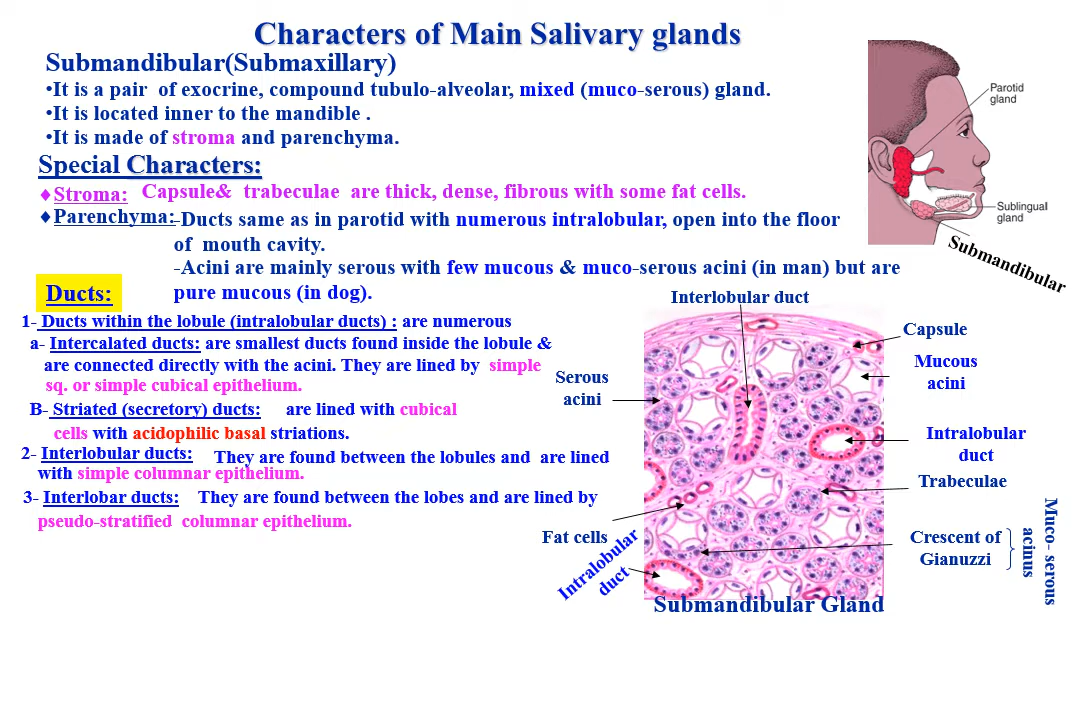 Characters of Main Salivary glands
Submandibular(Submaxillary)
•It is a pair of exocrine, compound tubulo-alveolar, mixed (muco-serous) gland.
•It is located inner to the mandible .
•It is made of stroma and parenchyma.
Special Characters:
♦Stroma: Capsule& trabeculae are thick, dense, fibrous with some fat cells.
♦Parenchyma:-Ducts same as in parotid with numerous intralobular, open into the floor
of mouth cavity.
-Acini are mainly serous with few mucous & muco-serous acini (in man) but are
pure mucous (in dog).
Ducts:
1- Ducts within the lobule (intralobular ducts) : are numerous
a- Intercalated ducts: are smallest ducts found inside the lobule &
are connected directly with the acini. They are lined by simple
sq. or simple cubical epithelium.
B- Striated (secretory) ducts: are lined with cubical
cells with acidophilic basal striations.
2- Interlobular ducts: They are found between the lobules and are lined
with simple columnar epithelium.
3- Interlobar ducts: They are found between the lobes and are lined by
pseudo-stratified columnar epithelium.
Parotid
gland
Sublingual
gland
Submandibular
Interlobular duct
Capsule
Mucous
acini
Serous
acini
Intralobular
duct
Trabeculae
Fat cells
Crescent of
Gianuzzi
Muco- serous
acinus
Intralobular
duct
Submandibular Gland